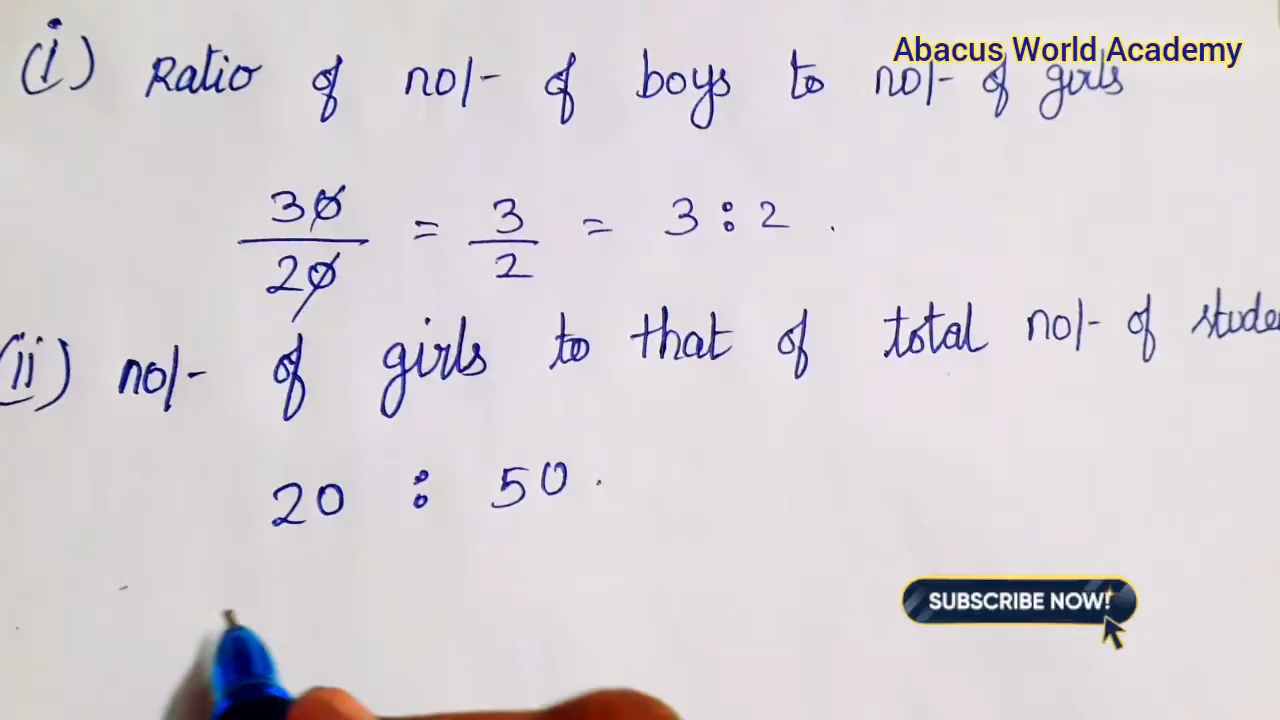 Abacus World Academy
(i) Ratio of no/- of boys to no/- of girls
30/20 = 3/2 = 3:2.
(ii) no/- of girls to that of total no/- of stude
20 : 50.
SUBSCRIBE NOW!